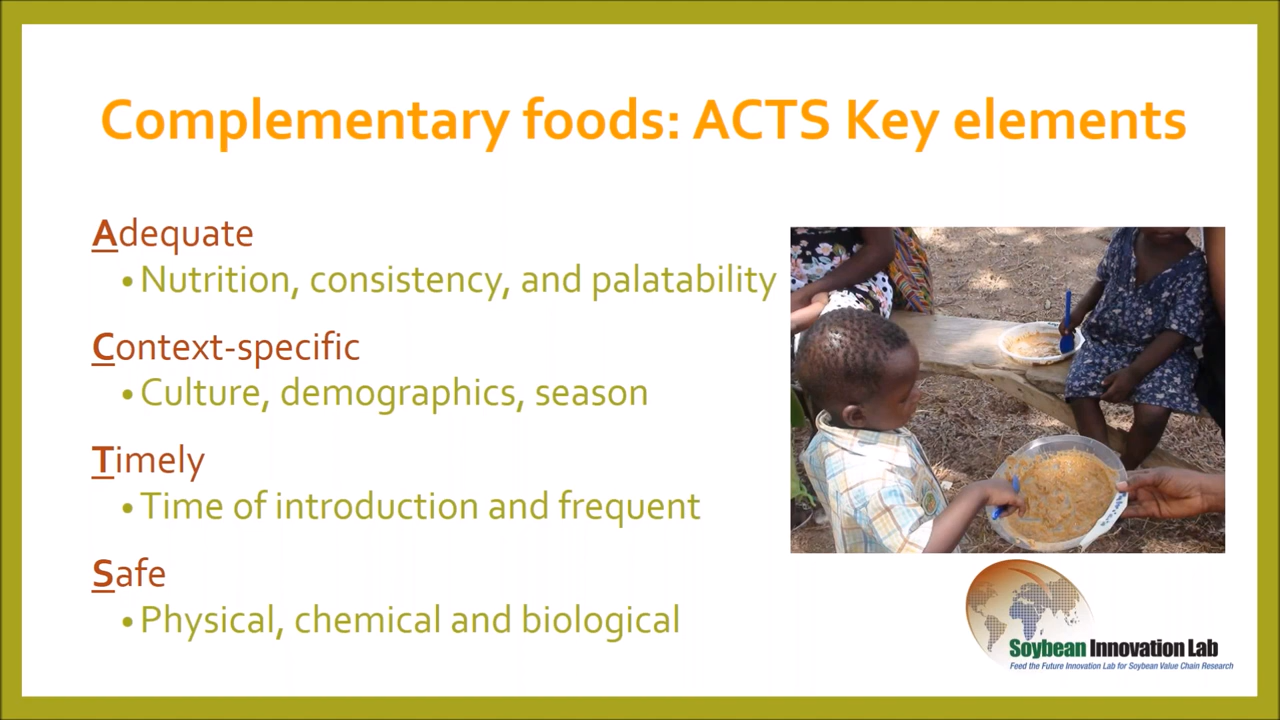 Complementary foods: ACTS Key elements
Adequate
• Nutrition, consistency, and palatability
Context-specific
• Culture, demographics, season
Timely
• Time of introduction and frequent
Safe
• Physical, chemical and biological
Soybean Innovation Lab
Feed the Future Innovation Lab for Soybean Value Chain Research